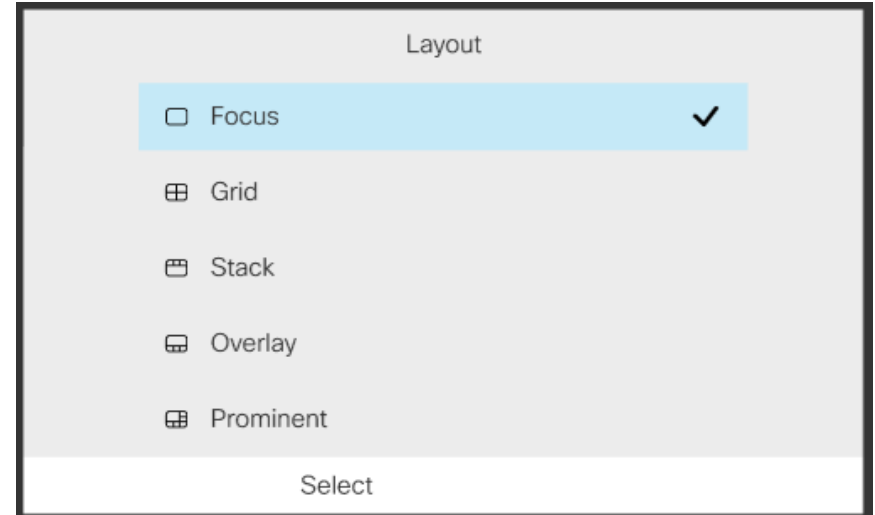 Layout
Focus
Grid
Stack
Overlay
Prominent
Select